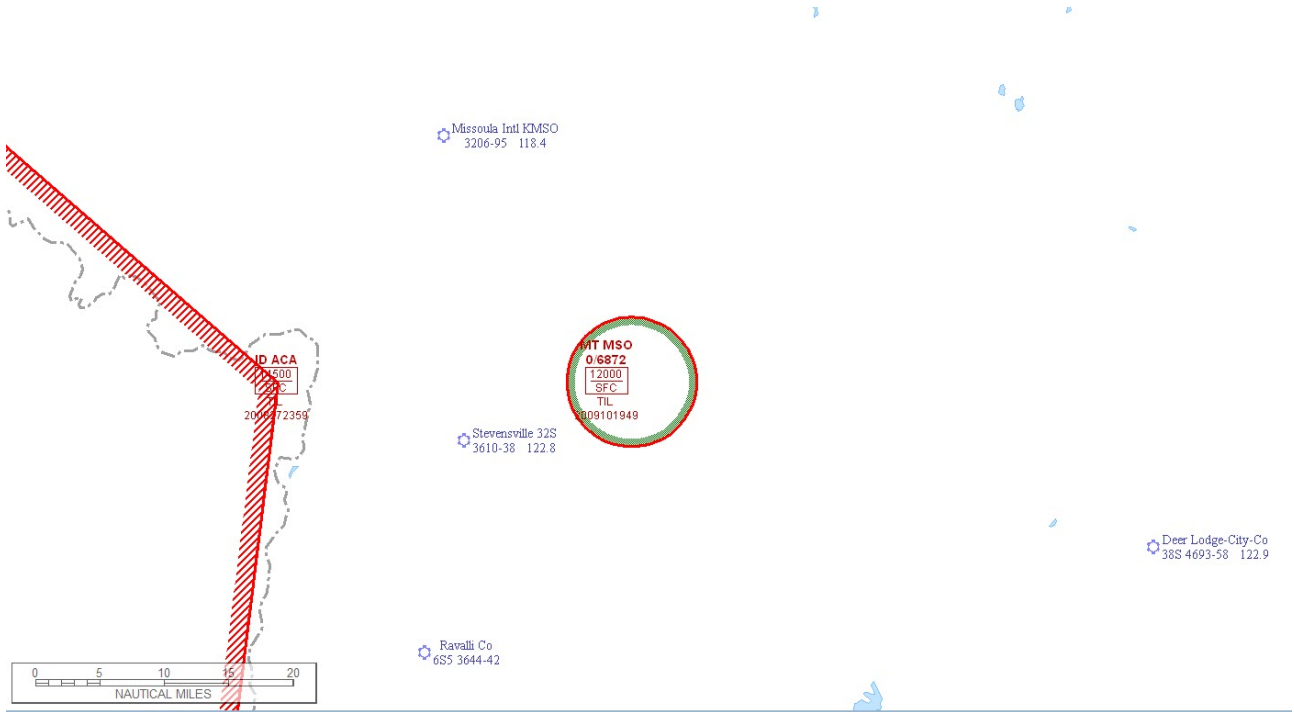 Missoula Intl KMSO
3206-95 118.4
MT MSO
0/6872
12000
SFC
TIL
2009101949
ID ACA
SFC
TIL
Stevensville 32S
3610-38 122.8
Deer Lodge-City-Co
38S 4693-58 122.9
Ravalli Co
6S5 3644-42
0 5 10 15 20
NAUTICAL MILES